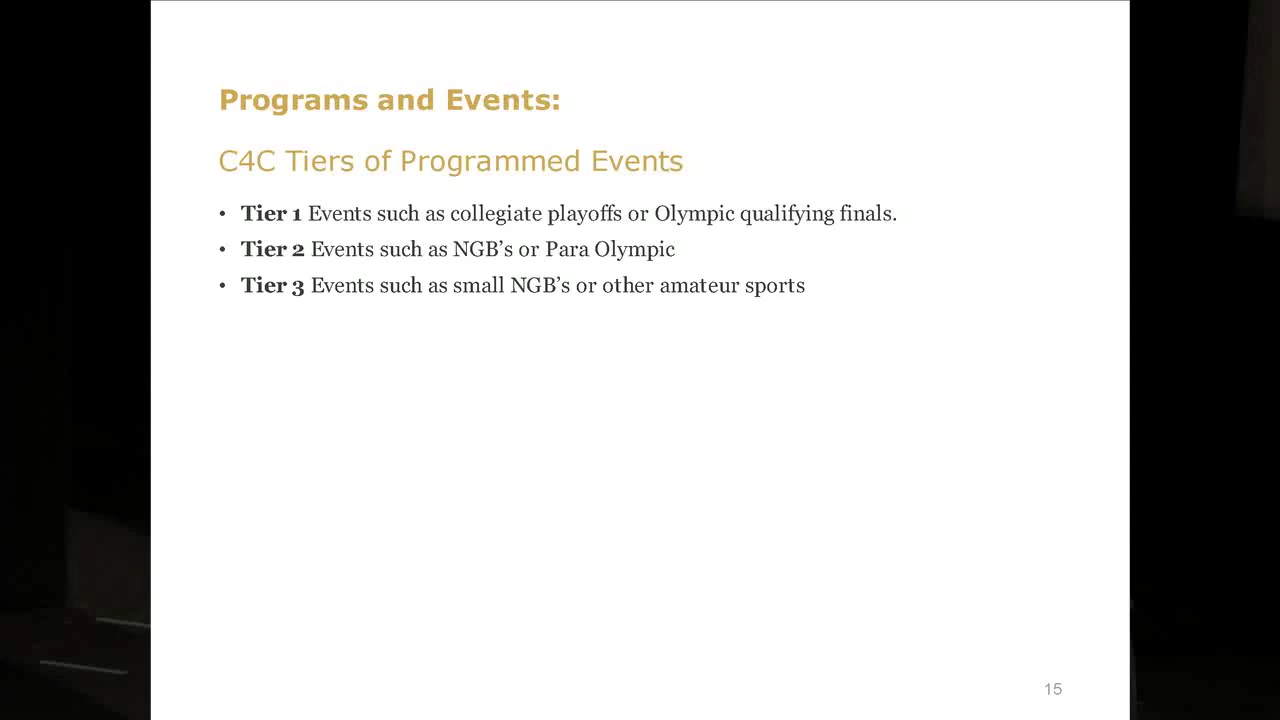 Programs and Events:
C4C Tiers of Programmed Events
• Tier 1 Events such as collegiate playoffs or Olympic qualifying finals.
• Tier 2 Events such as NGB’s or Para Olympic
• Tier 3 Events such as small NGB’s or other amateur sports
15